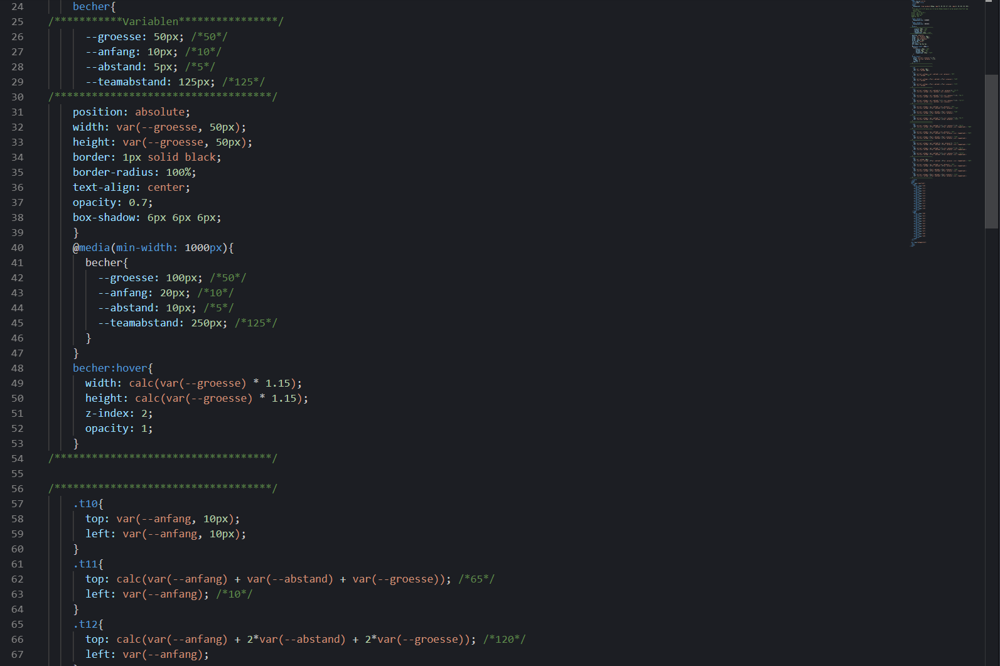 24 becher{
25 /***********Variablen****************/
26 --groesse: 50px; /*50*/
27 --anfang: 10px; /*10*/
28 --abstand: 5px; /*5*/
29 --teamabstand: 125px; /*125*/
30 /***********************************/
31 position: absolute;
32 width: var(--groesse, 50px);
33 height: var(--groesse, 50px);
34 border: 1px solid black;
35 border-radius: 100%;
36 text-align: center;
37 opacity: 0.7;
38 box-shadow: 6px 6px 6px;
39 }
40 @media(min-width: 1000px){
41 becher{
42 --groesse: 100px; /*50*/
43 --anfang: 20px; /*10*/
44 --abstand: 10px; /*5*/
45 --teamabstand: 250px; /*125*/
46 }
47 }
48 becher:hover{
49 width: calc(var(--groesse) * 1.15);
50 height: calc(var(--groesse) * 1.15);
51 z-index: 2;
52 opacity: 1;
53 }
54 /***********************************/
55
56 /***********************************/
57 .t10{
58 top: var(--anfang, 10px);
59 left: var(--anfang, 10px);
60 }
61 .t11{
62 top: calc(var(--anfang) + var(--abstand) + var(--groesse)); /*65*/
63 left: var(--anfang); /*10*/
64 }
65 .t12{
66 top: calc(var(--anfang) + 2*var(--abstand) + 2*var(--groesse)); /*120*/
67 left: var(--anfang);